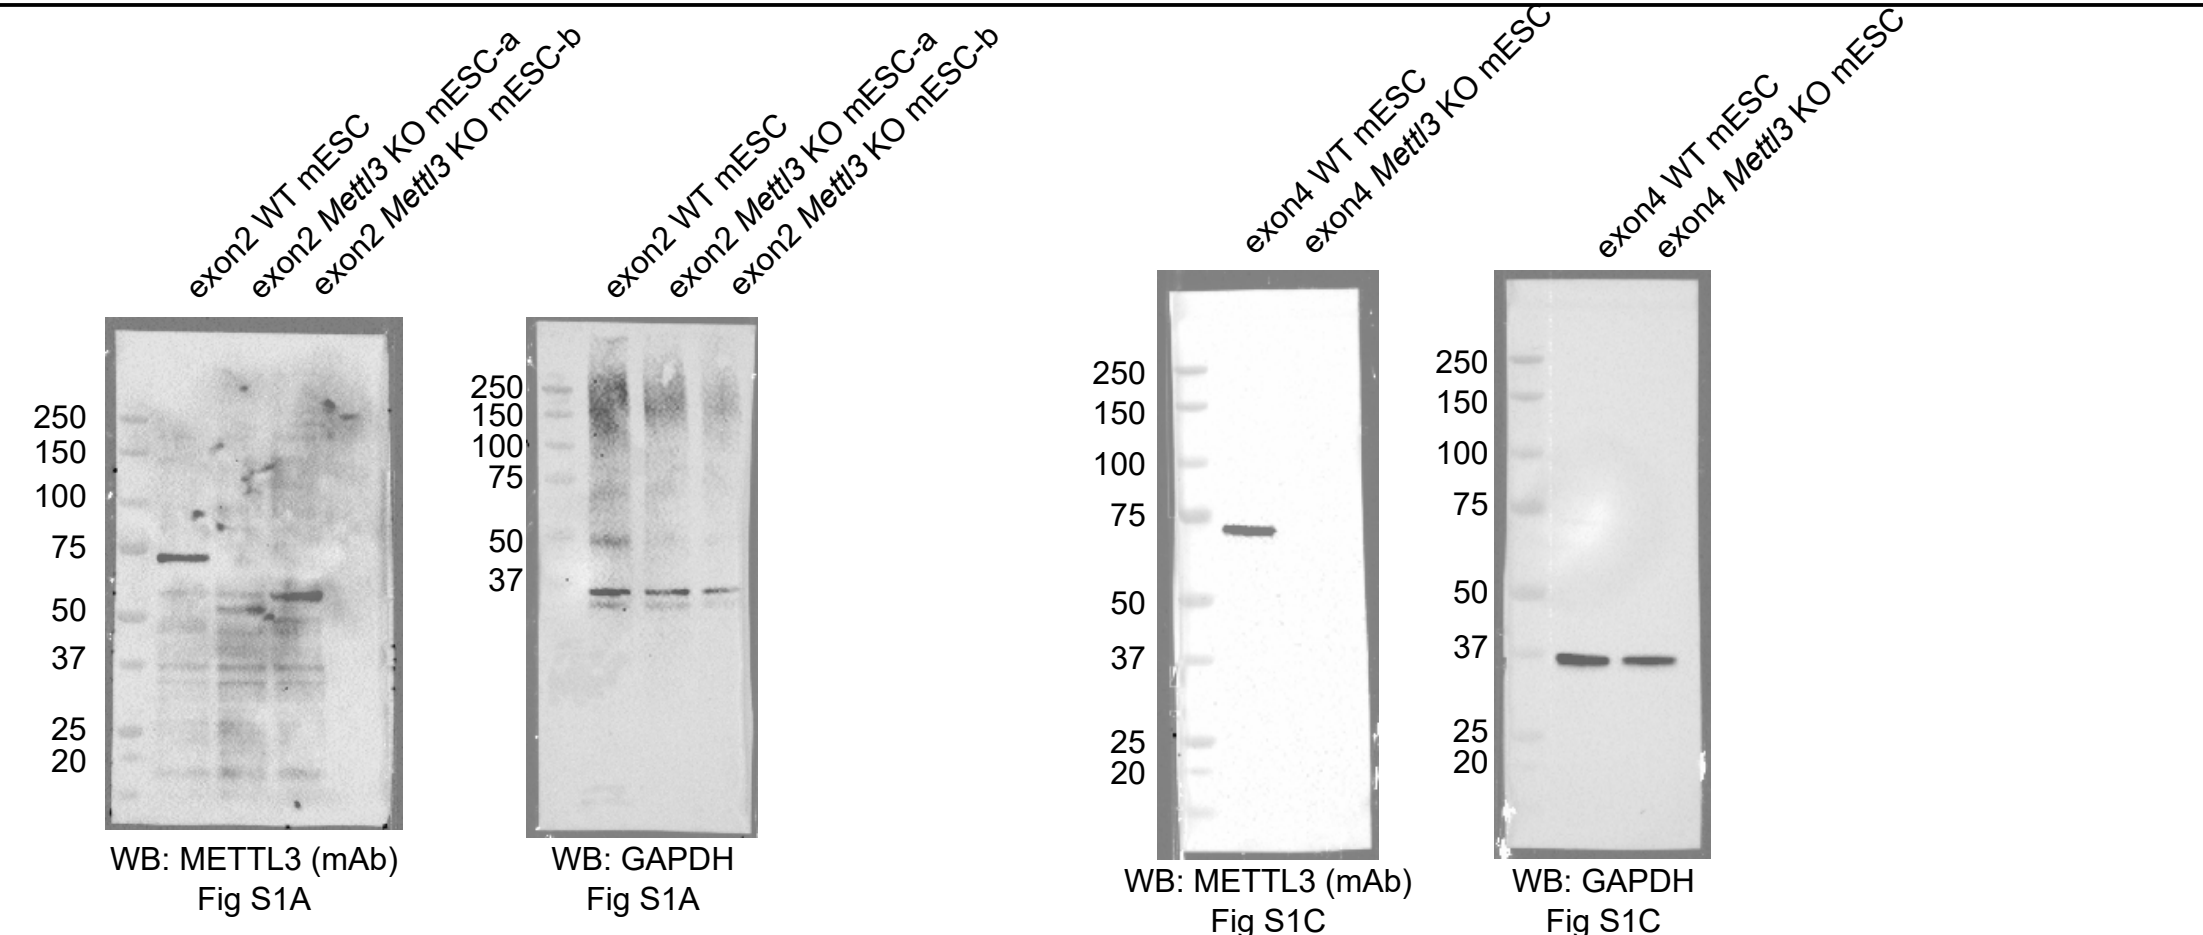 exon2 WT mESC
exon2 Mettl3 KO mESC-a
exon2 Mettl3 KO mESC-b
250
150
100
75
50
37
25
20
WB: METTL3 (mAb)
Fig S1A
exon2 WT mESC
exon2 Mettl3 KO mESC-a
exon2 Mettl3 KO mESC-b
250
150
100
75
50
37
WB: GAPDH
Fig S1A
exon4 WT mESC
exon4 Mettl3 KO mESC
250
150
100
75
50
37
25
20
WB: METTL3 (mAb)
Fig S1C
exon4 WT mESC
exon4 Mettl3 KO mESC
250
150
100
75
50
37
25
20
WB: GAPDH
Fig S1C